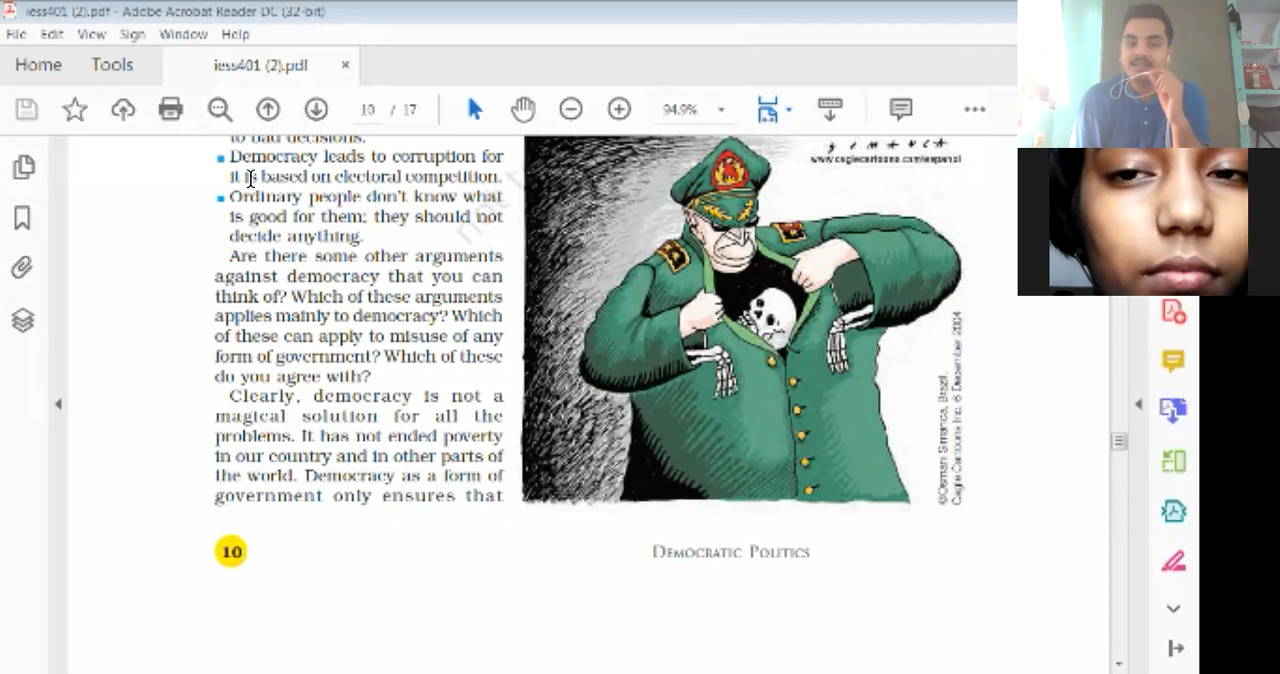 iess401 (2).pdf - Adobe Acrobat Reader DC (32-bit)
File Edit View Sign Window Help
Home Tools iess401 (2).pdf ×
10 / 17 94.9%
to bad decisions.
Democracy leads to corruption for
it is based on electoral competition.
Ordinary people don't know what
is good for them; they should not
decide anything.
Are there some other arguments
against democracy that you can
think of? Which of these arguments
applies mainly to democracy? Which
of these can apply to misuse of any
form of government? Which of these
do you agree with?
Clearly, democracy is not a
magical solution for all the
problems. It has not ended poverty
in our country and in other parts of
the world. Democracy as a form of
government only ensures that
www.caglecartoons.com/espanol
©Osmani Simanca, Brazil,
Cagle Cartoons Inc. 6 December 2004
10
DEMOCRATIC POLITICS